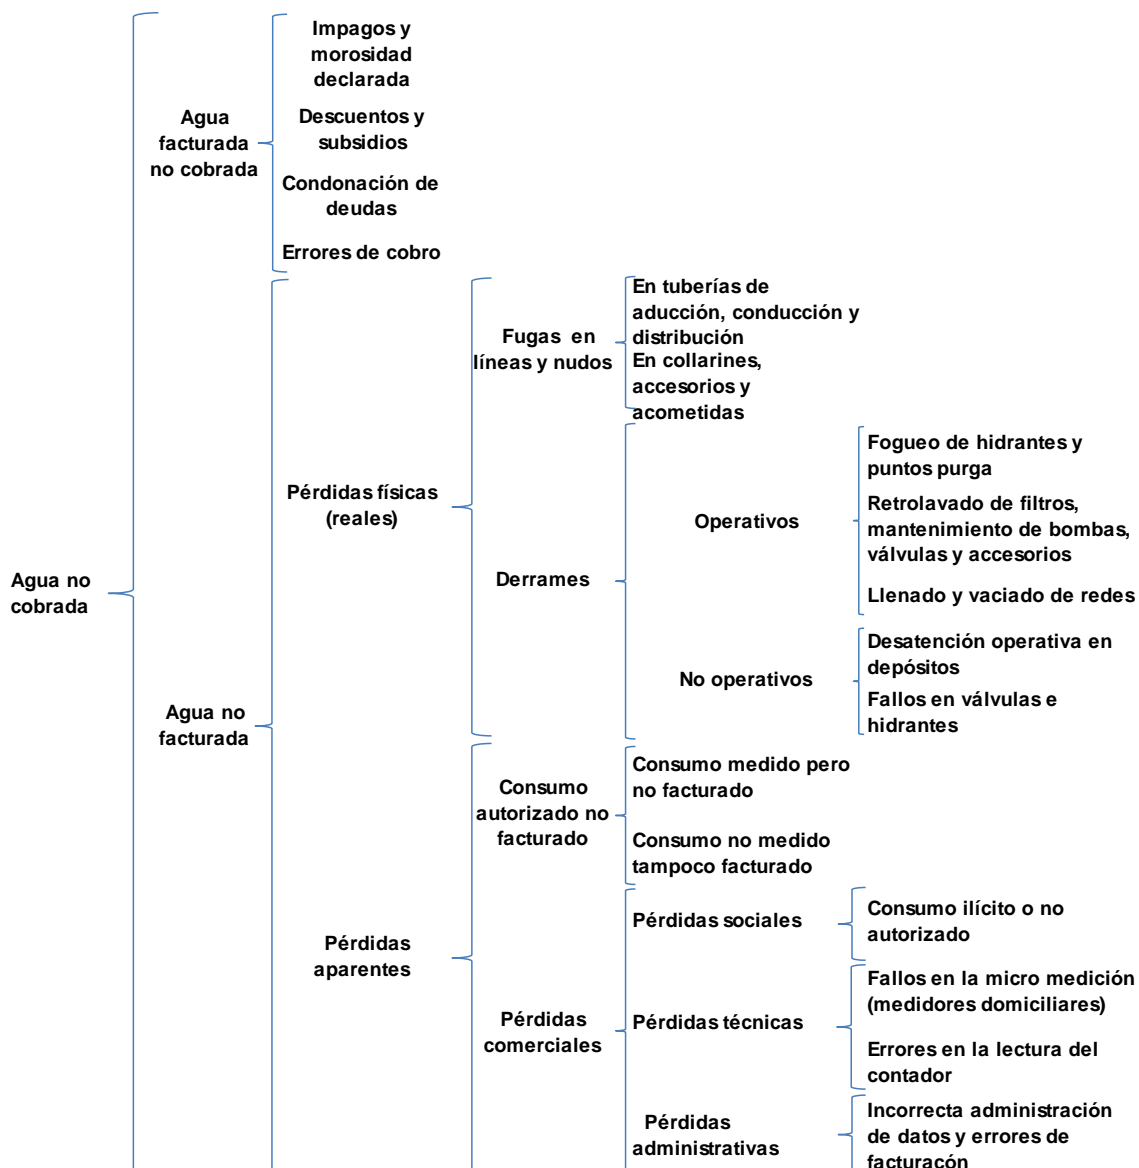 Impagos y
morosidad
declarada
Agua
facturada
no cobrada
Descuentos y
subsidios
Condonación de
deudas
Errores de cobro
En tuberías de
aducción, conducción y
distribución
Fugas en
líneas y nudos
En collarines,
accesorios y
acometidas
Fogueo de hidrantes y
puntos purga
Pérdidas físicas
(reales)
Operativos
Retrolavado de filtros,
mantenimiento de bombas,
válvulas y accesorios
Agua no
cobrada
Derrames
Llenado y vaciado de redes
Desatención operativa en
depósitos
No operativos
Fallos en válvulas e
hidrantes
Agua no
facturada
Consumo medido pero
no facturado
Consumo
autorizado no
facturado
Consumo no medido
tampoco facturado
Pérdidas sociales
Consumo ilícito o no
autorizado
Pérdidas
aparentes
Fallos en la micro medición
(medidores domiciliares)
Pérdidas
comerciales
Pérdidas técnicas
Errores en la lectura del
contador
Pérdidas
administrativas
Incorrecta administración
de datos y errores de
facturacón